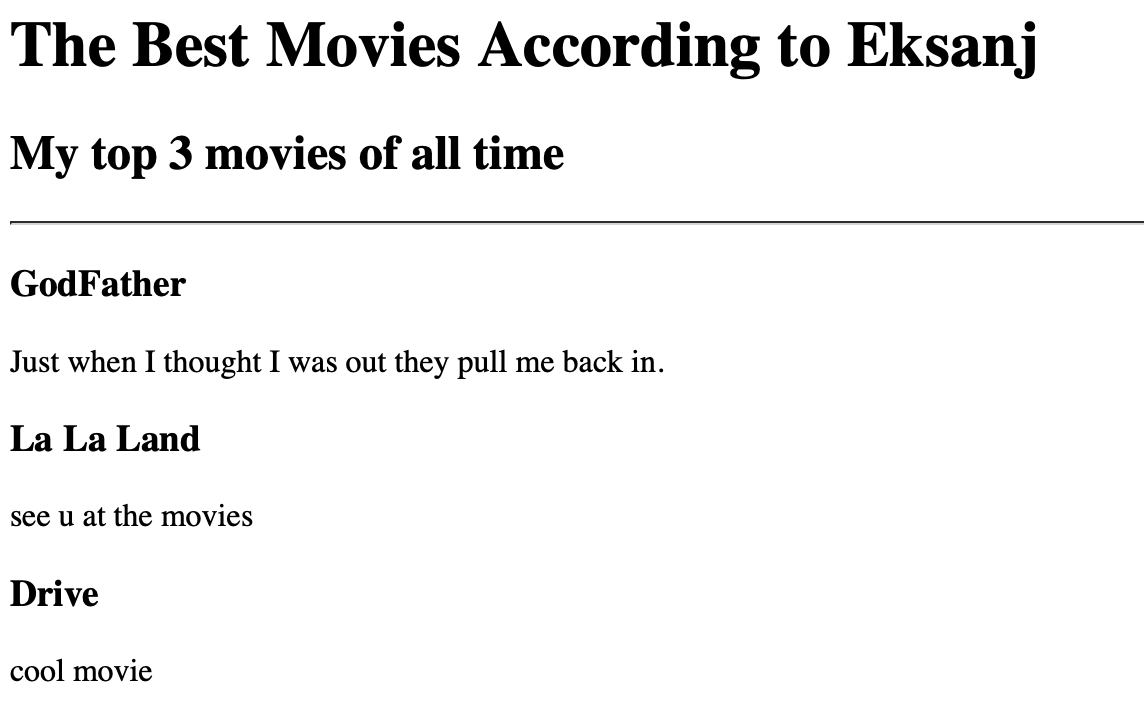 The Best Movies According to Eksanj
My top 3 movies of all time
GodFather
Just when I thought I was out they pull me back in.
La La Land
see u at the movies
Drive
cool movie